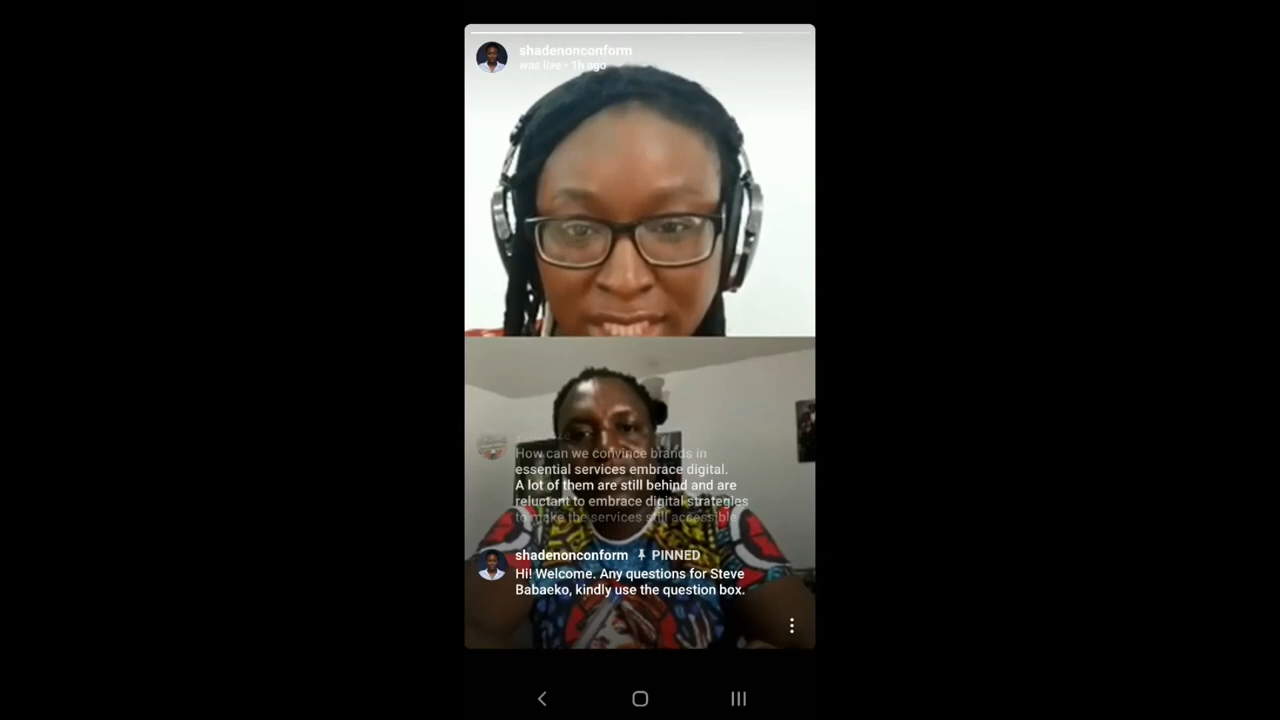 shadenonconform
was live • 1h ago
How can we convince brands in
essential services embrace digital.
A lot of them are still behind and are
reluctant to embrace digital strategies
to make the services still accessible
shadenonconform PINNED
Hi! Welcome. Any questions for Steve
Babaeko, kindly use the question box.